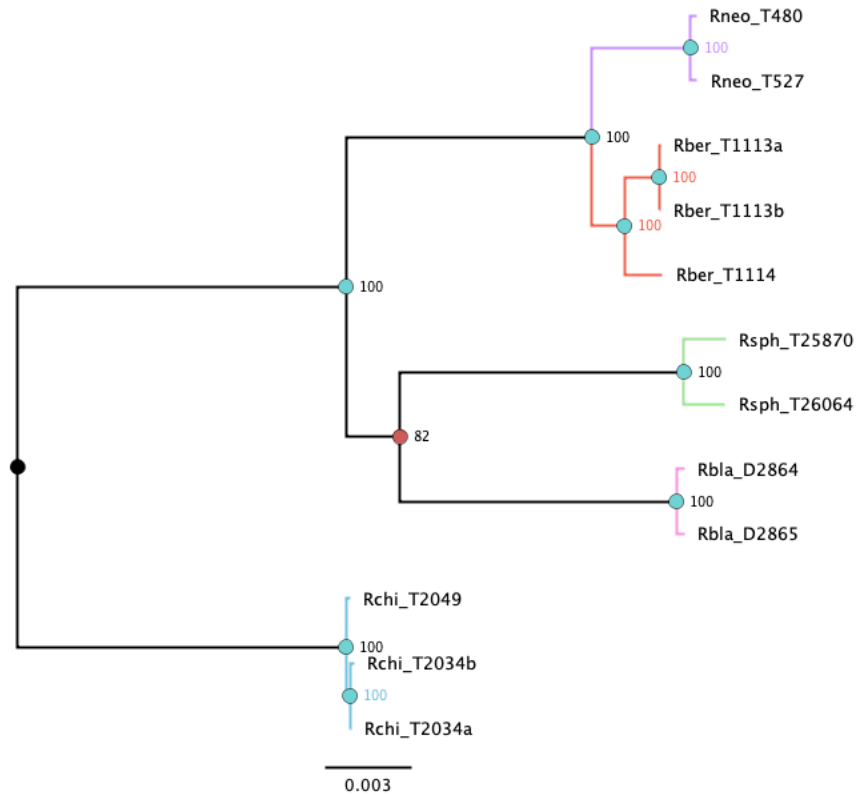 Rneo_T480
100
Rneo_T527
100
Rber_T1113a
100
Rber_T1113b
100
Rber_T1114
100
Rsph_T25870
100
Rsph_T26064
82
Rbla_D2864
100
Rbla_D2865
Rchi_T2049
100
Rchi_T2034b
100
Rchi_T2034a
0.003